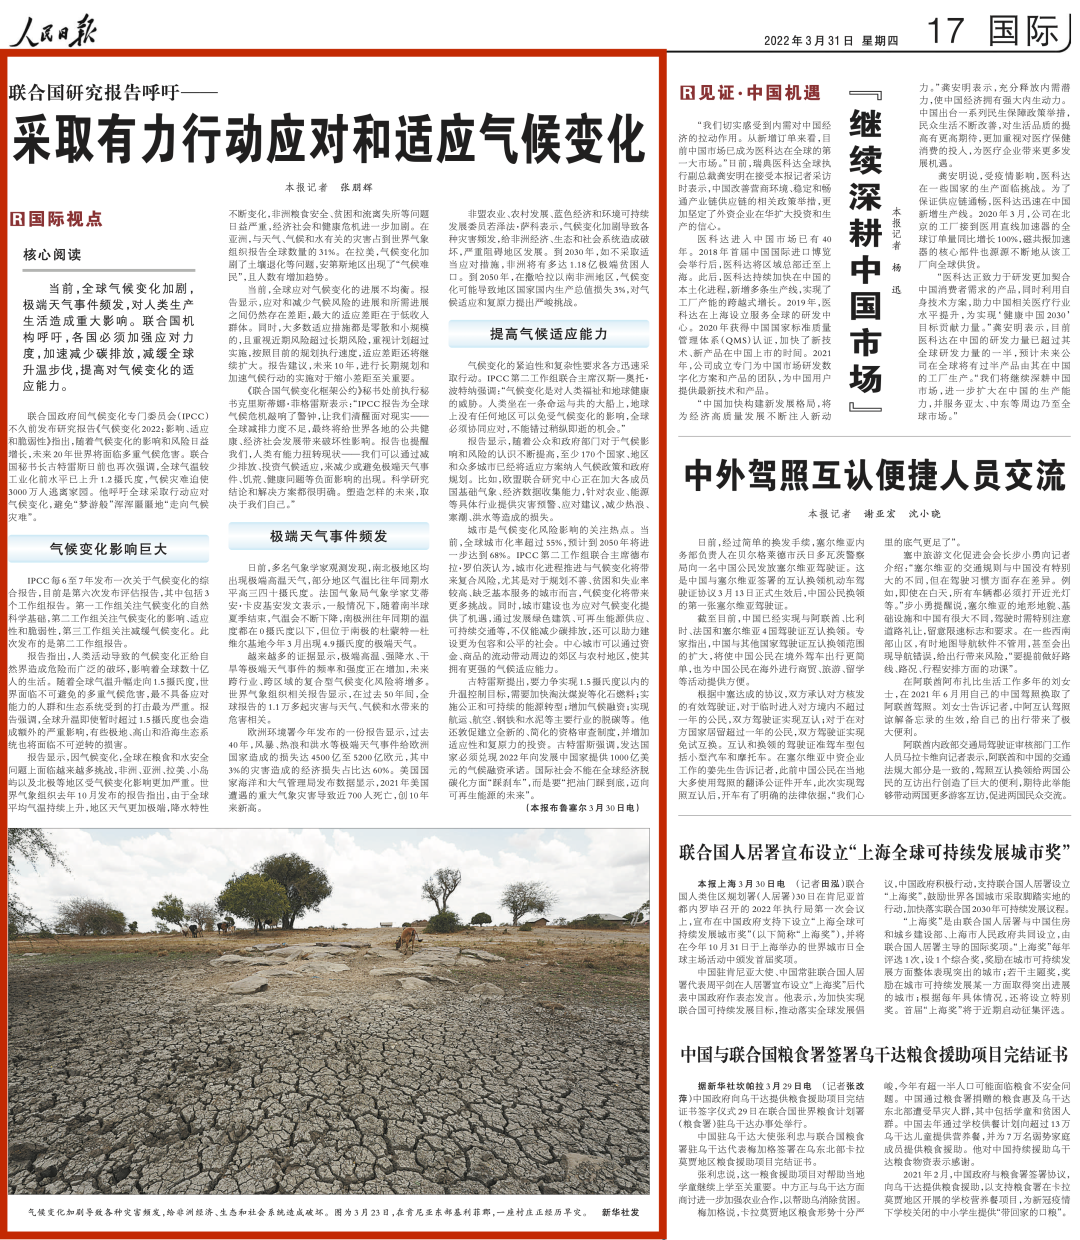 人民日报
2022年3月31日 星期四
17 国际
联合国研究报告呼吁——
采取有力行动应对和适应气候变化
本报记者 张朋辉
国际视点
核心阅读
当前,全球气候变化加剧,
极端天气事件频发,对人类生产
生活造成重大影响。联合国机
构呼吁,各国必须加强应对力
度,加速减少碳排放,减缓全球
升温步伐,提高对气候变化的适
应能力。
联合国政府间气候变化专门委员会(IPCC)
不久前发布研究报告《气候变化2022:影响、适应
和脆弱性》指出,随着气候变化的影响和风险日益
增长,未来20年世界将面临多重气候危害。联合
国秘书长古特雷斯日前也再次强调,全球气温较
工业化前水平已上升1.2摄氏度,气候灾难迫使
3000万人逃离家园。他呼吁全球采取行动应对
气候变化,避免“梦游般”浑浑噩噩地“走向气候
灾难”。
气候变化影响巨大
IPCC每6至7年发布一次关于气候变化的综
合报告,目前是第六次发布评估报告,其中包括3
个工作组报告。第一工作组关注气候变化的自然
科学基础,第二工作组关注气候变化的影响、适应
性和脆弱性,第三工作组关注减缓气候变化。此
次发布的是第二工作组报告。
报告指出,人类活动导致的气候变化正给自
然界造成危险而广泛的破坏,影响着全球数十亿
人的生活。随着全球气温升幅走向1.5摄氏度,世
界面临不可避免的多重气候危害,最不具备应对
能力的人群和生态系统受到的打击最为严重。报
告强调,全球升温即使暂时超过1.5摄氏度也会造
成额外的严重影响,有些极地、高山和沿海生态系
统也将面临不可逆转的损害。
报告显示,因气候变化,全球在粮食和水安全
问题上面临越来越多挑战,非洲、亚洲、拉美、小岛
屿以及北极等地区受气候变化影响更加严重。世
界气象组织去年10月发布的报告指出,由于全球
平均气温持续上升,地区天气更加极端,降水特性
不断变化,非洲粮食安全、贫困和流离失所等问题
日益严重,经济社会和健康危机进一步加剧。在
亚洲,与天气、气候和水有关的灾害占到世界气象
组织报告全球数量的31%。在拉美,气候变化加
剧了土壤退化等问题,安第斯地区出现了“气候难
民”,且人数有增加趋势。
当前,全球应对气候变化的进展不均衡。报
告显示,应对和减少气候风险的进展和所需进展
之间仍然存在差距,最大的适应差距在于低收入
群体。同时,大多数适应措施都是零散和小规模
的,且重视近期风险超过长期风险,重视计划超过
实施,按照目前的规划执行速度,适应差距还将继
续扩大。报告建议,未来10年,进行长期规划和
加速气候行动的实施对于缩小差距至关重要。
《联合国气候变化框架公约》秘书处前执行秘
书克里斯蒂娜·菲格雷斯表示:“IPCC报告为全球
气候危机敲响了警钟,让我们清醒面对现实——
全球减排力度不足,最终将给世界各地的公共健
康、经济社会发展带来破坏性影响。报告也提醒
我们,人类有能力扭转现状——我们可以通过减
少排放、投资气候适应,来减少或避免极端天气事
件、饥荒、健康问题等负面影响的出现。科学研究
结论和解决方案都很明确。塑造怎样的未来,取
决于我们自己。”
极端天气事件频发
日前,多名气象学家观测发现,南北极地区均
出现极端高温天气,部分地区气温比往年同期水
平高三四十摄氏度。法国气象局气象学家艾蒂
安·卡皮基安发文表示,一般情况下,随着南半球
夏季结束,气温会不断下降,南极洲往年同期的温
度都在0摄氏度以下,但位于南极的杜蒙特—杜
维尔基地今年3月出现4.9摄氏度的极端天气。
越来越多的证据显示,极端高温、强降水、干
旱等极端天气事件的频率和强度正在增加,未来
跨行业、跨区域的复合型气候变化风险将增多。
世界气象组织相关报告显示,在过去50年间,全
球报告的1.1万多起灾害与天气、气候和水带来的
危害相关。
欧洲环境署今年发布的一份报告显示,过去
40年,风暴、热浪和洪水等极端天气事件给欧洲
国家造成的损失达4500亿至5200亿欧元,其中
3%的灾害造成的经济损失占比达60%。美国国
家海洋和大气管理局发布数据显示,2021年美国
遭遇的重大气象灾害导致近700人死亡,创10年
来新高。
非盟农业、农村发展、蓝色经济和环境可持续
发展委员若泽法·萨科表示,气候变化加剧导致各
种灾害频发,给非洲经济、生态和社会系统造成破
坏,严重阻碍地区发展。到2030年,如不采取适
当应对措施,非洲将有多达1.18亿极端贫困人
口。到2050年,在撒哈拉以南非洲地区,气候变
化可能导致地区国家国内生产总值损失3%,对气
候适应和复原力提出严峻挑战。
提高气候适应能力
气候变化的紧迫性和复杂性要求各方迅速采
取行动。IPCC第二工作组联合主席汉斯—奥托·
波特纳强调:“气候变化是对人类福祉和地球健康
的威胁。人类坐在一条命运与共的大船上,地球
上没有任何地区可以免受气候变化的影响,全球
必须协同应对,不能错过稍纵即逝的机会。”
报告显示,随着公众和政府部门对于气候影
响和风险的认识不断提高,至少170个国家、地区
和众多城市已经将适应方案纳入气候政策和政府
规划。比如,欧盟联合研究中心正在加大各成员
国基础气象、经济数据收集能力,针对农业、能源
等具体行业提供灾害预警、应对建议,减少热浪、
寒潮、洪水等造成的损失。
城市是气候变化风险影响的关注热点。当
前,全球城市化率超过55%,预计到2050年将进
一步达到68%。IPCC第二工作组联合主席德布
拉·罗伯茨认为,城市化进程推进与气候变化将带
来复合风险,尤其是对于规划不善、贫困和失业率
较高、缺乏基本服务的城市而言,气候变化将带来
更多挑战。同时,城市建设也为应对气候变化提
供了机遇,通过发展绿色建筑、可再生能源供应、
可持续交通等,不仅能减少碳排放,还可以助力建
设更为包容和公平的社会。中心城市可以通过资
金、商品的流动带动周边的郊区与农村地区,使其
拥有更强的气候适应能力。
古特雷斯提出,要力争实现1.5摄氏度以内的
升温控制目标,需要加快淘汰煤炭等化石燃料;实
施公正和可持续的能源转型;增加气候融资;实现
航运、航空、钢铁和水泥等主要行业的脱碳等。他
还敦促建立全新的、简化的资格审查制度,并增加
适应性和复原力的投资。古特雷斯强调,发达国
家必须兑现2022年向发展中国家提供1000亿美
元的气候融资承诺。国际社会不能在全球经济脱
碳化方面“踩刹车”,而是要“把油门踩到底,迈向
可再生能源的未来”。
(本报布鲁塞尔3月30日电)
气候变化加剧导致各种灾害频发,给非洲经济、生态和社会系统造成破坏。图为3月23日,在肯尼亚东部基利菲郡,一座村庄正经历旱灾。 新华社发
见证·中国机遇
『继续深耕中国市场』
本报记者 杨迅
“我们切实感受到内需对中国经
济的拉动作用。从新增订单来看,目
前中国市场已成为医科达在全球的第
一大市场。”日前,瑞典医科达全球执
行副总裁龚安明在接受本报记者采访
时表示,中国改善营商环境、稳定和畅
通产业链供应链的相关政策举措,更
加坚定了外资企业在华扩大投资和生
产的信心。
医科达进入中国市场已有40
年。2018年首届中国国际进口博览
会举行后,医科达将区域总部迁至上
海。此后,医科达持续加快在中国的
本土化进程,新增多条生产线,实现了
工厂产能的跨越式增长。2019年,医
科达在上海设立服务全球的研发中
心。2020年获得中国国家标准质量
管理体系(QMS)认证,加快了新技
术、新产品在中国上市的时间。2021
年,公司成立专门为中国市场研发数
字化方案和产品的团队,为中国用户
提供最新技术和产品。
“中国加快构建新发展格局,将
为经济高质量发展不断注入新动
力。”龚安明表示,充分释放内需潜
力,使中国经济拥有强大内生动力。
中国出台一系列民生保障政策举措,
民众生活不断改善,对生活品质的提
高有更高期待,更加重视对医疗保健
消费的投入,为医疗企业带来更多发
展机遇。
龚安明说,受疫情影响,医科达
在一些国家的生产面临挑战。为了
保证供应链通畅,医科达迅速在中国
新增生产线。2020年3月,公司在北
京的工厂接到医用直线加速器的全
球订单量同比增长100%,磁共振加速
器的核心部件也源源不断地从该工
厂向全球供货。
“医科达正致力于研发更加契合
中国消费者需求的产品,同时利用自
身技术方案,助力中国相关医疗行业
水平提升,为实现‘健康中国2030’
目标贡献力量。”龚安明表示,目前
医科达在中国的研发力量已超过其
全球研发力量的一半,预计未来公
司在全球将有过半产品由其在中国
的工厂生产。“我们将继续深耕中国
市场,进一步扩大在中国的生产能
力,并服务亚太、中东等周边乃至全
球市场。”
中外驾照互认便捷人员交流
本报记者 谢亚宏 沈小晓
日前,经过简单的换发手续,塞尔维亚内
务部负责人在贝尔格莱德市沃日多瓦茨警察
局向一名中国公民发放塞尔维亚驾驶证。这
是中国与塞尔维亚签署的互认换领机动车驾
驶证协议3月13日正式生效后,中国公民换领
的第一张塞尔维亚驾驶证。
截至目前,中国已经实现与阿联酋、比利
时、法国和塞尔维亚4国驾驶证互认换领。专
家指出,中国与其他国家驾驶证互认换领范围
的扩大,将使中国公民在境外驾车出行更简
单,也为中国公民在海外进行商贸、旅游、留学
等活动提供方便。
根据中塞达成的协议,双方承认对方核发
的有效驾驶证,对于临时进入对方境内不超过
一年的公民,双方驾驶证实现互认;对于在对
方国家居留超过一年的公民,双方驾驶证实现
免试互换。互认和换领的驾驶证准驾车型包
括小型汽车和摩托车。在塞尔维亚中资企业
工作的姜先生告诉记者,此前中国公民在当地
大多使用驾照的翻译公证件开车,此次实现驾
照互认后,开车有了明确的法律依据,“我们心
里的底气更足了”。
塞中旅游文化促进会会长步小勇向记者
介绍:“塞尔维亚的交通规则与中国没有特别
大的不同,但在驾驶习惯方面存在差异。例
如,即使在白天,所有车辆都必须打开近光灯
等。”步小勇提醒说,塞尔维亚的地形地貌、基
础设施和中国有很大不同,驾驶时需特别注意
道路礼让,留意限速标志和要求。在一些西南
部山区,有时地图导航软件不管用,甚至会出
现导航错误,给出行带来风险,“要提前做好路
线、路况、行程安排方面的功课”。
在阿联酋阿布扎比生活工作多年的刘女
士,在2021年6月用自己的中国驾照换取了
阿联酋驾照。刘女士告诉记者,中阿互认驾照
谅解备忘录的生效,给自己的出行带来了极
大便利。
阿联酋内政部交通局驾驶证审核部门工作
人员马拉卡维向记者表示,阿联酋和中国的交通
法规大部分是一致的,驾照互认换领给两国公
民的互访出行创造了巨大的便利,期待此举能
够带动两国更多游客互访,促进两国民众交流。
联合国人居署宣布设立“上海全球可持续发展城市奖”
本报上海3月30日电 (记者田泓)联合
国人类住区规划署(人居署)30日在肯尼亚首
都内罗毕召开的2022年执行局第一次会议
上,宣布在中国政府支持下设立“上海全球可
持续发展城市奖”(以下简称“上海奖”),并将
在今年10月31日于上海举办的世界城市日全
球主场活动中颁发首届奖项。
中国驻肯尼亚大使、中国常驻联合国人居
署代表周平剑在人居署宣布设立“上海奖”后代
表中国政府作表态发言。他表示,为加快实现
联合国可持续发展目标,推动落实全球发展倡
议,中国政府积极行动,支持联合国人居署设立
“上海奖”,鼓励世界各国城市采取脚踏实地的
行动,加快落实联合国2030年可持续发展议程。
“上海奖”是由联合国人居署与中国住房
和城乡建设部、上海市人民政府共同设立,由
联合国人居署主导的国际奖项。“上海奖”每年
评选1次,设1个综合奖,奖励在城市可持续发
展方面整体表现突出的城市;若干主题奖,奖
励在城市可持续发展某一方面取得突出进展
的城市;根据每年具体情况,还将设立特别
奖。首届“上海奖”将于近期启动征集评选。
中国与联合国粮食署签署乌干达粮食援助项目完结证书
据新华社坎帕拉3月29日电 (记者张改
萍)中国政府向乌干达提供粮食援助项目完结
证书签字仪式29日在联合国世界粮食计划署
(粮食署)驻乌干达办事处举行。
中国驻乌干达大使张利忠与联合国粮食
署驻乌干达代表梅加格签署在乌东北部卡拉
莫贾地区粮食援助项目完结证书。
张利忠说,这一粮食援助项目对帮助当地
学童继续上学至关重要。中方正与乌干达方面
商讨进一步加强农业合作,以帮助乌消除贫困。
梅加格说,卡拉莫贾地区粮食形势十分严
峻,今年有超一半人口可能面临粮食不安全问
题。中国通过粮食署捐赠的粮食惠及乌干达
东北部遭受旱灾人群,其中包括学童和贫困人
群。中国去年通过学校供餐计划向超过13万
乌干达儿童提供营养餐,并为7万名弱势家庭
成员提供粮食援助。他对中国持续援助乌干
达粮食物资表示感谢。
2021年2月,中国政府与粮食署签署协议,
向乌干达提供粮食援助,以支持粮食署在卡拉
莫贾地区开展的学校营养餐项目,为新冠疫情
下学校关闭的中小学生提供“带回家的口粮”。